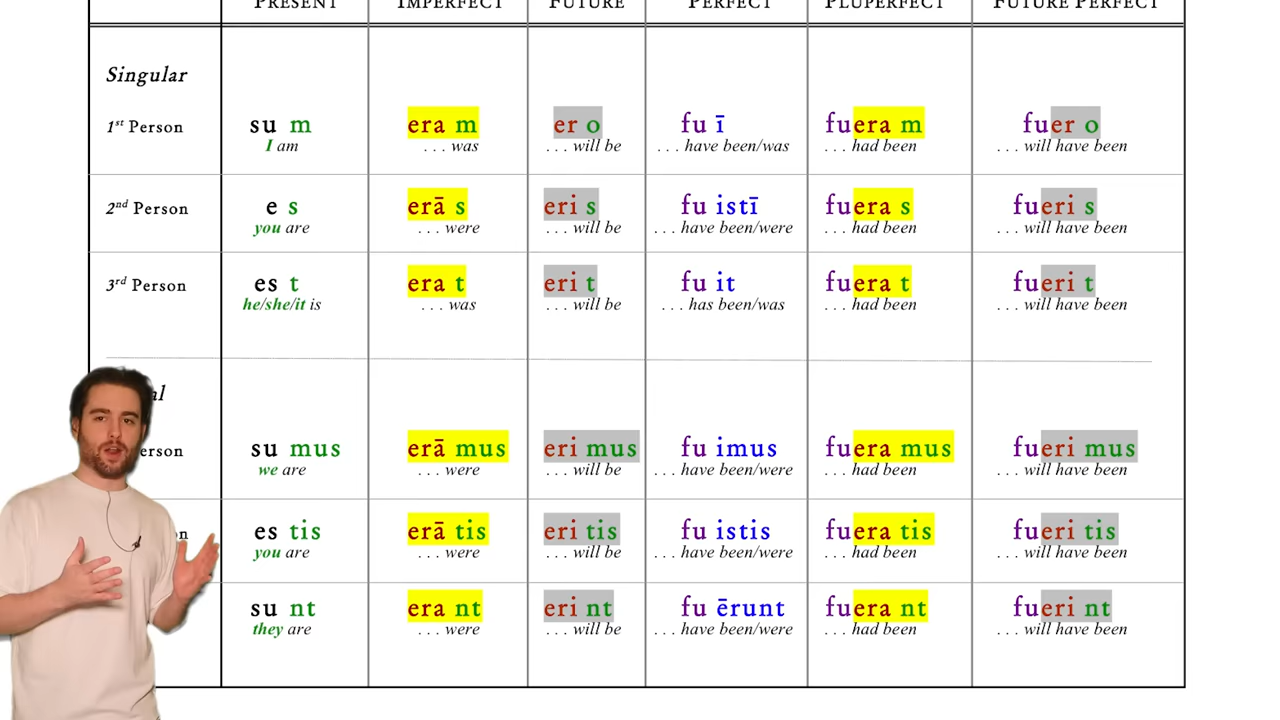 PRESENT IMPERFECT FUTURE PERFECT PLUPERFECT FUTURE PERFECT
Singular
1st Person su m era m er o fu ī fuera m fuer o
I am . . . was . . . will be . . . have been/was . . . had been . . . will have been
2nd Person e s erā s eri s fu istī fuera s fueri s
you are . . . were . . . will be . . . have been/were . . . had been . . . will have been
3rd Person es t era t eri t fu it fuera t fueri t
he/she/it is . . . was . . . will be . . . has been/was . . . had been . . . will have been
su mus erā mus eri mus fu imus fuera mus fueri mus
we are . . . were . . . will be . . . have been/were . . . had been . . . will have been
es tis erā tis eri tis fu istis fuera tis fueri tis
you are . . . were . . . will be . . . have been/were . . . had been . . . will have been
su nt era nt eri nt fu ērunt fuera nt fueri nt
they are . . . were . . . will be . . . have been/were . . . had been . . . will have been